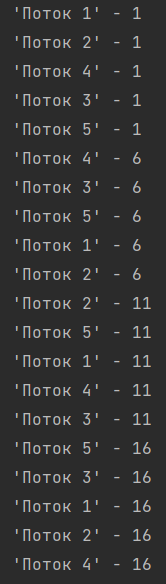 'Поток 1' - 1
'Поток 2' - 1
'Поток 4' - 1
'Поток 3' - 1
'Поток 5' - 1
'Поток 4' - 6
'Поток 3' - 6
'Поток 5' - 6
'Поток 1' - 6
'Поток 2' - 6
'Поток 2' - 11
'Поток 5' - 11
'Поток 1' - 11
'Поток 4' - 11
'Поток 3' - 11
'Поток 5' - 16
'Поток 3' - 16
'Поток 1' - 16
'Поток 2' - 16
'Поток 4' - 16